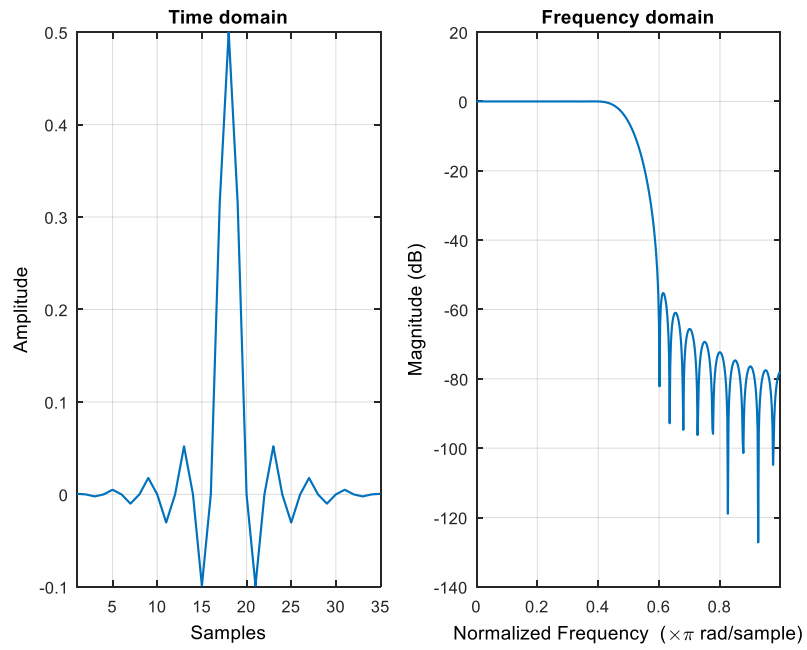 Time domain
0.5
0.4
0.3
0.2
0.1
0
-0.1
Amplitude
5 10 15 20 25 30 35
Samples
Frequency domain
20
0
-20
-40
-60
-80
-100
-120
-140
Magnitude (dB)
0 0.2 0.4 0.6 0.8
Normalized Frequency (×π rad/sample)